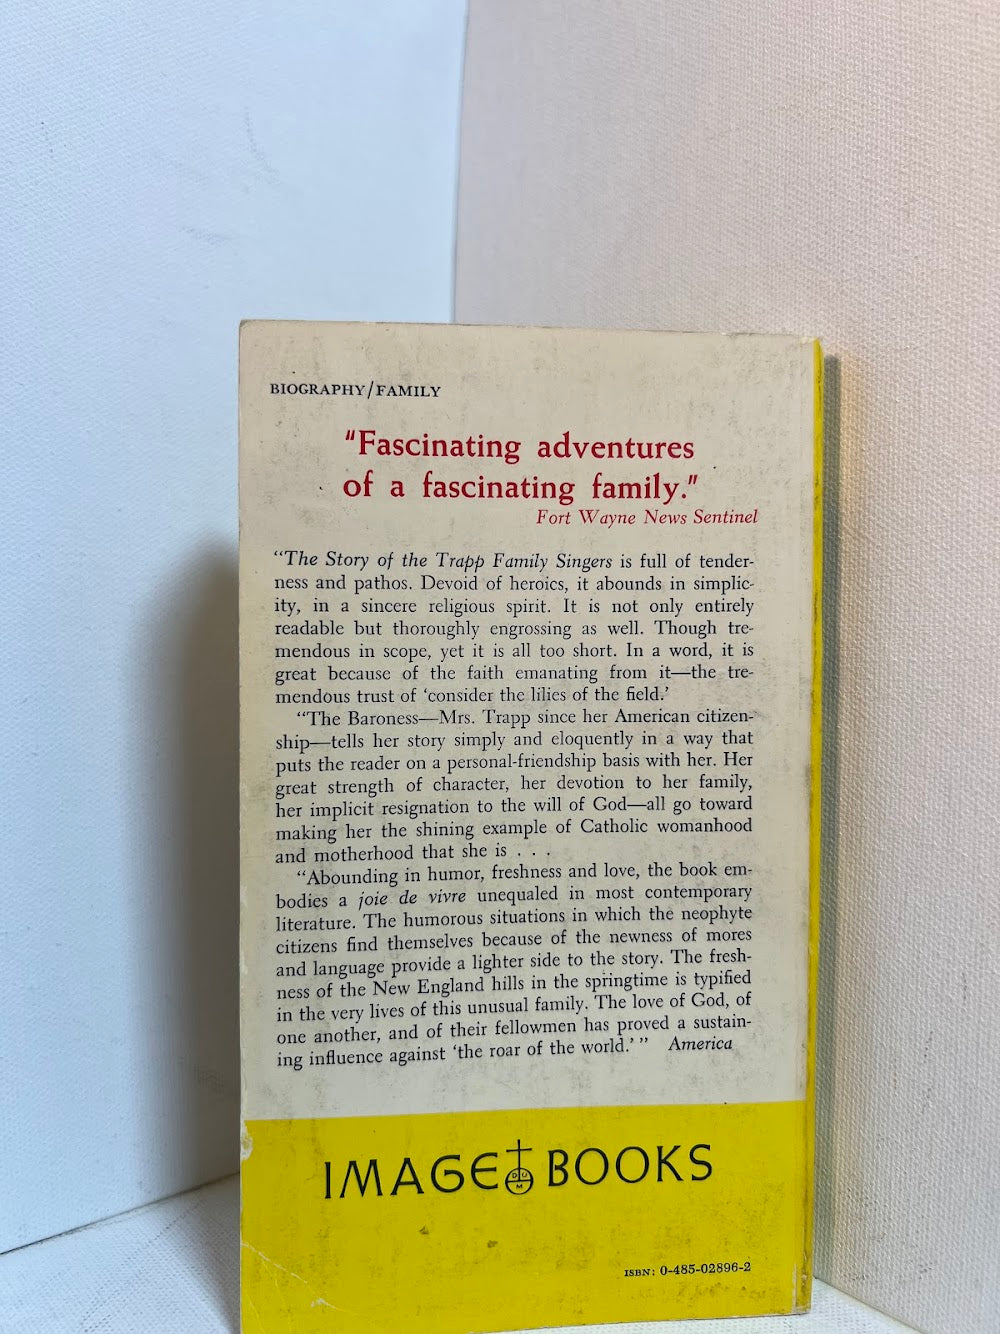 BIOGRAPHY/FAMILY
"Fascinating adventures
of a fascinating family."
Fort Wayne News Sentinel
"The Story of the Trapp Family Singers is full of tender-
ness and pathos. Devoid of heroics, it abounds in simplic-
ity, in a sincere religious spirit. It is not only entirely
readable but thoroughly engrossing as well. Though tre-
mendous in scope, yet it is all too short. In a word, it is
great because of the faith emanating from it—the tre-
mendous trust of 'consider the lilies of the field.'
"The Baroness—Mrs. Trapp since her American citizen-
ship—tells her story simply and eloquently in a way that
puts the reader on a personal-friendship basis with her. Her
great strength of character, her devotion to her family,
her implicit resignation to the will of God—all go toward
making her the shining example of Catholic womanhood
and motherhood that she is . . .
"Abounding in humor, freshness and love, the book em-
bodies a joie de vivre unequaled in most contemporary
literature. The humorous situations in which the neophyte
citizens find themselves because of the newness of mores
and language provide a lighter side to the story. The fresh-
ness of the New England hills in the springtime is typified
in the very lives of this unusual family. The love of God, of
one another, and of their fellowmen has proved a sustain-
ing influence against 'the roar of the world.' " America
IMAGE DUM BOOKS
ISBN: 0-485-02896-2